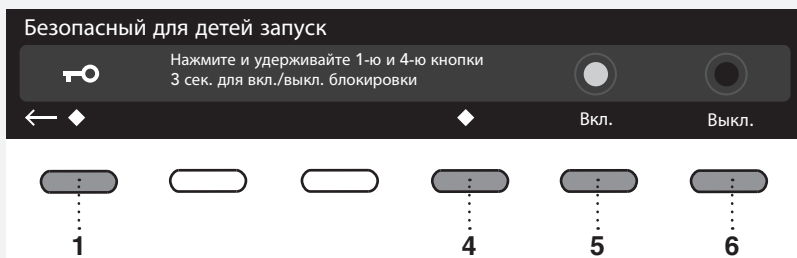 Безопасный для детей запуск
Нажмите и удерживайте 1-ю и 4-ю кнопки
3 сек. для вкл./выкл. блокировки
Вкл. Выкл.
1 4 5 6